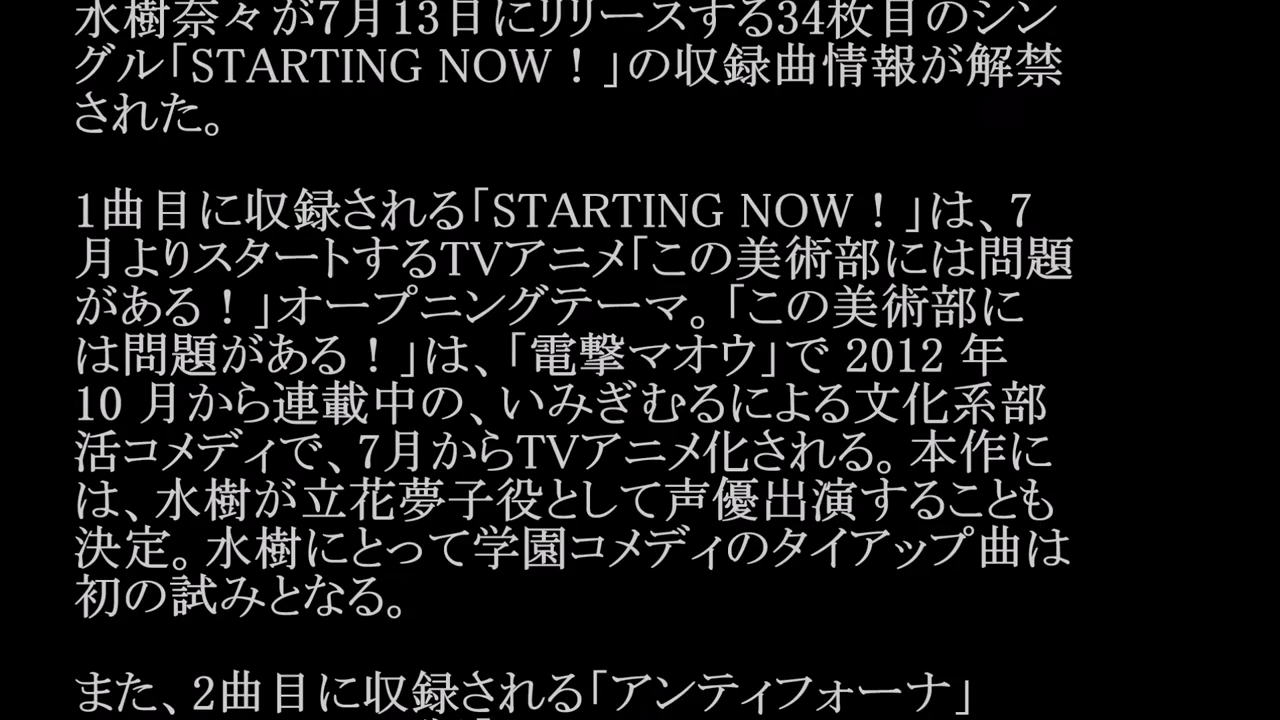 水樹奈々が7月13日にリリースする34枚目のシン
グル「STARTING NOW！」の収録曲情報が解禁
された。
1曲目に収録される「STARTING NOW！」は、7
月よりスタートするTVアニメ「この美術部には問題
がある！」オープニングテーマ。「この美術部に
は問題がある！」は、「電撃マオウ」で 2012 年
10 月から連載中の、いみぎむるによる文化系部
活コメディで、7月からTVアニメ化される。本作に
は、水樹が立花夢子役として声優出演することも
決定。水樹にとって学園コメディのタイアップ曲は
初の試みとなる。
また、2曲目に収録される「アンティフォーナ」